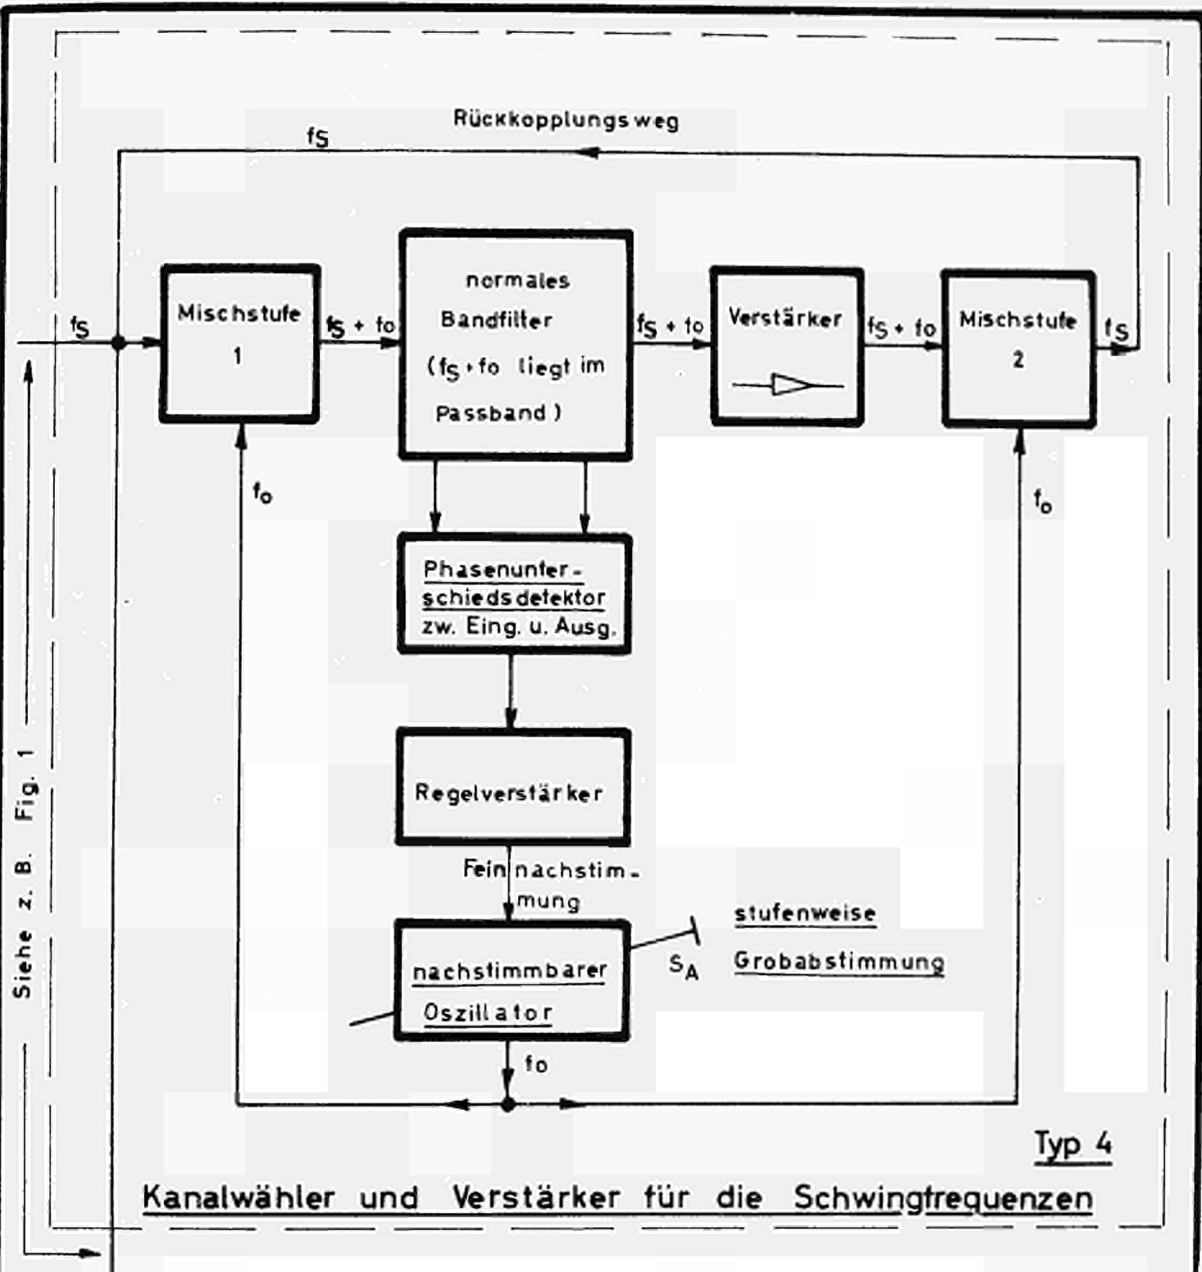 Rückkopplungsweg
fS
fS
Mischstufe
1
fS + fo
normales
Bandfilter
(fS + fo liegt im
Passband)
fS + fo
Verstärker
fS + fo
Mischstufe
2
fS
fo
fo
Phasenunter-
schiedsdetektor
zw. Eing. u. Ausg.
Regelverstärker
Feinnachstim-
mung
nachstimmbarer
Oszillator
SA
stufenweise
Grobabstimmung
fo
Siehe z. B. Fig. 1
Typ 4
Kanalwähler und Verstärker für die Schwingfrequenzen